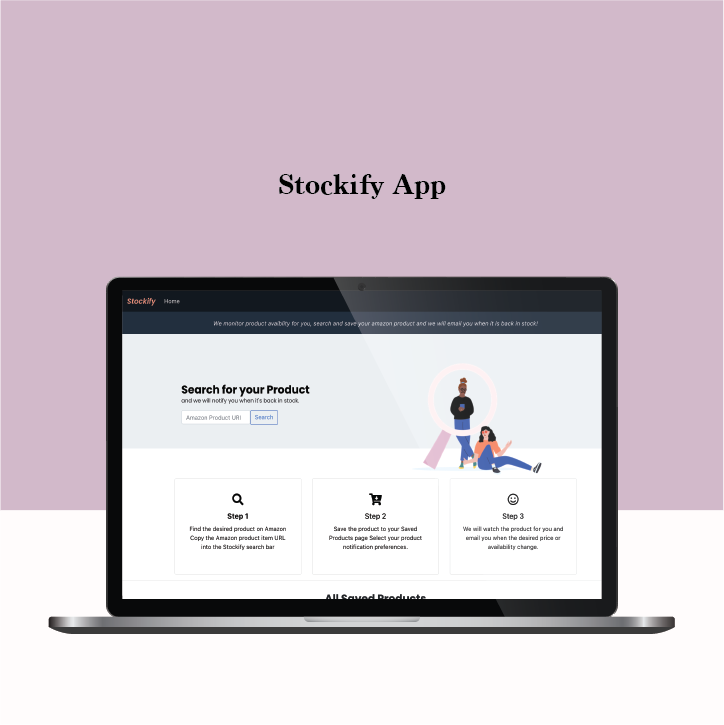 Stockify App
Stockify Home
We monitor product avaiblity for you, search and save your amazon product and we will email you when it is back in stock!
Search for your Product
and we will notify you when it's back in stock.
Amazon Product URl Search
Step 1
Find the desired product on Amazon
Copy the Amazon product item URL
into the Stockify search bar
Step 2
Save the product to your Saved
Products page Select your product
notification preferences.
Step 3
We will watch the product for you and
email you when the desired price or
availability change.
All Saved Products